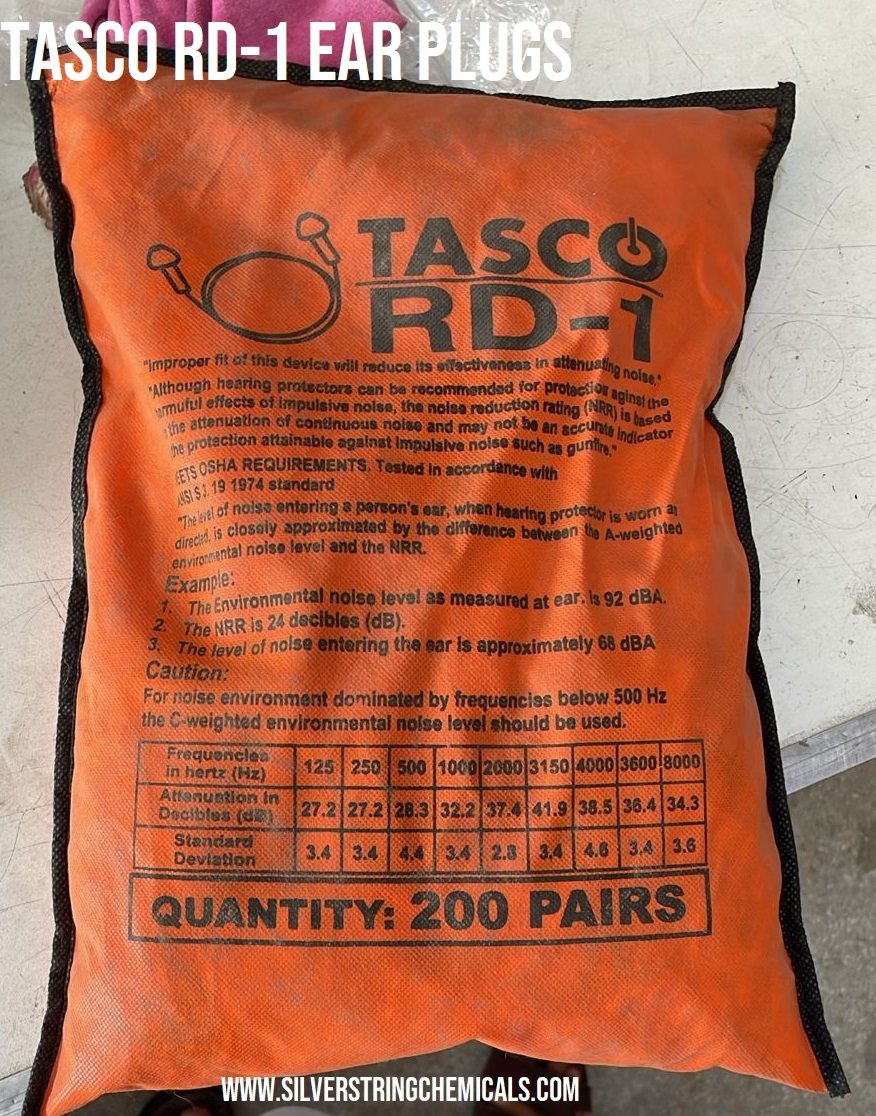 TASCO RD-1 EAR PLUGS
TASCO
RD-1
"Improper fit of this device will reduce its effectiveness in attenuating noise."
"Although hearing protectors can be recommended for protection aginst the
armuful effects of impulsive noise, the noise reduction rating (NRR) is based
the attenuation of continuous noise and may not be an accurate indicator
the protection attainable against impulsive noise such as gunfire."
EETS OSHA REQUIREMENTS. Tested in accordance with
NSI S 3. 19 1974 standard
"The level of noise entering a person's ear, when hearing protector is worn as
directed, is closely approximated by the difference between the A-weighted
environmental noise level and the NRR.
Example:
1. The Environmental noise level as measured at ear. is 92 dBA.
2. The NRR is 24 decibles (dB).
3. The level of noise entering the ear is approximately 68 dBA
Caution:
For noise environment dominated by frequencies below 500 Hz
the C-weighted environmental noise level should be used.
Frequencies in hertz (Hz) 125 250 500 1000 2000 3150 4000 3600 8000
Attenuation in Decibles (dB) 27.2 27.2 28.3 32.2 37.4 41.9 38.5 36.4 34.3
Standard Deviation 3.4 3.4 4.4 3.4 2.8 3.4 4.6 3.4 3.6
QUANTITY: 200 PAIRS
WWW.SILVERSTRINGCHEMICALS.COM